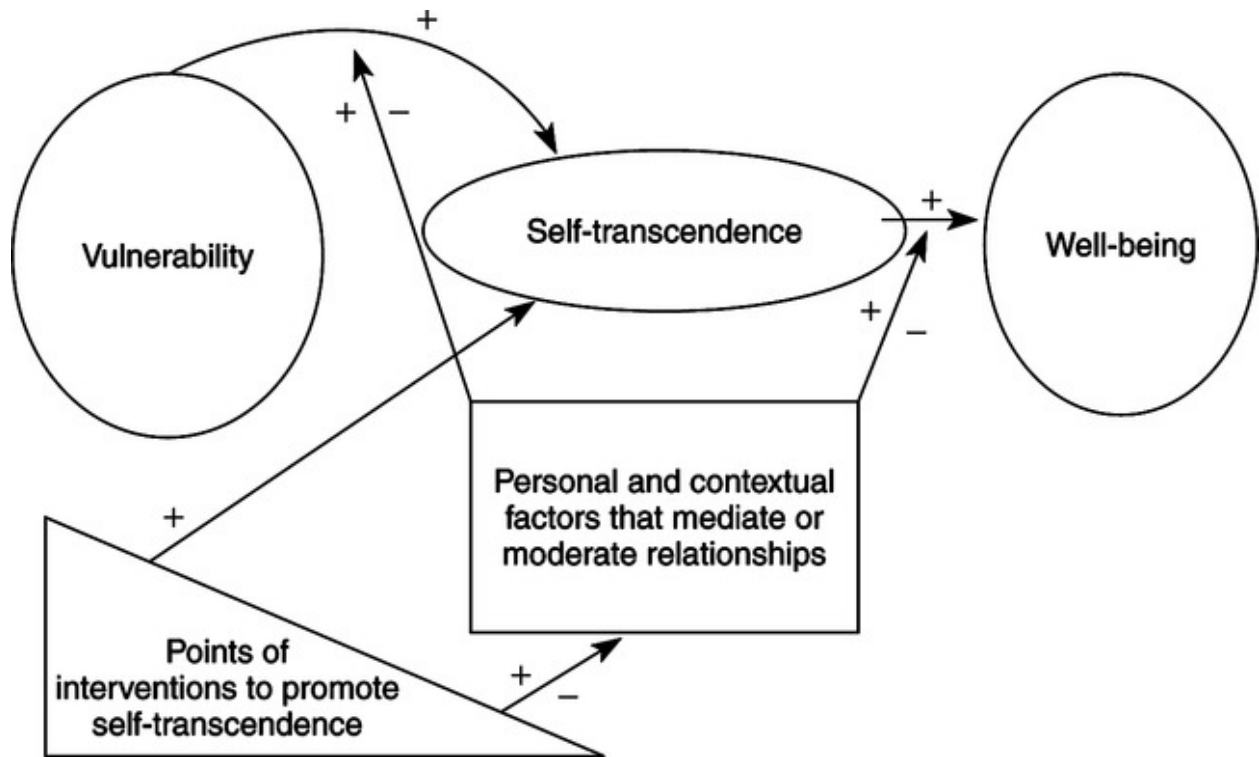 +
+ −
Vulnerability
Self-transcendence
+
Well-being
+ −
+
Personal and contextual
factors that mediate or
moderate relationships
Points of
interventions to promote
self-transcendence
+ −